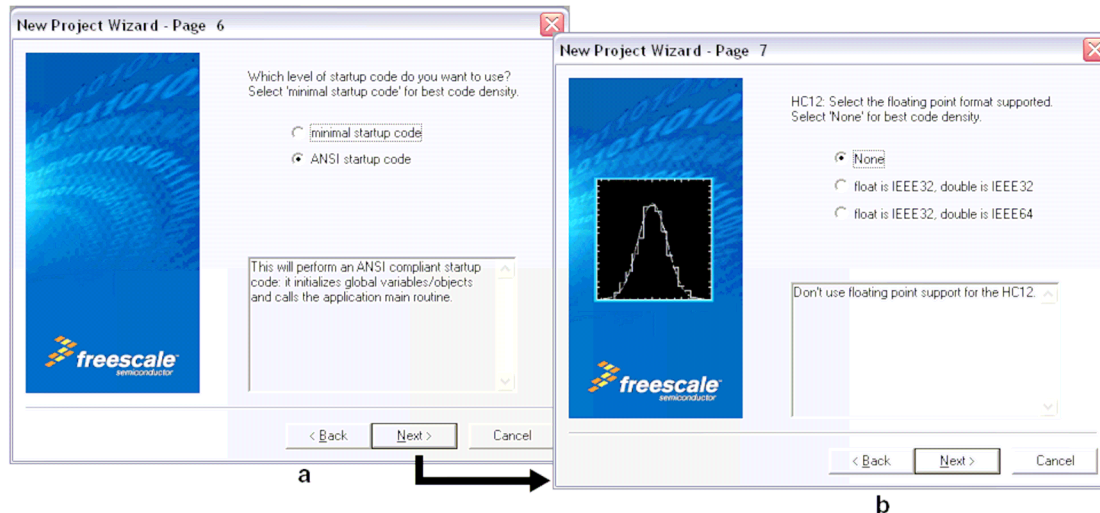 New Project Wizard - Page 6
Which level of startup code do you want to use?
Select 'minimal startup code' for best code density.
minimal startup code
ANSI startup code
This will perform an ANSI compliant startup
code: it initializes global variables/objects
and calls the application main routine.
freescale™
semiconductor
< Back
Next >
Cancel
a
New Project Wizard - Page 7
HC12: Select the floating point format supported.
Select 'None' for best code density.
None
float is IEEE32, double is IEEE32
float is IEEE32, double is IEEE64
Don't use floating point support for the HC12.
freescale™
semiconductor
< Back
Next >
Cancel
b